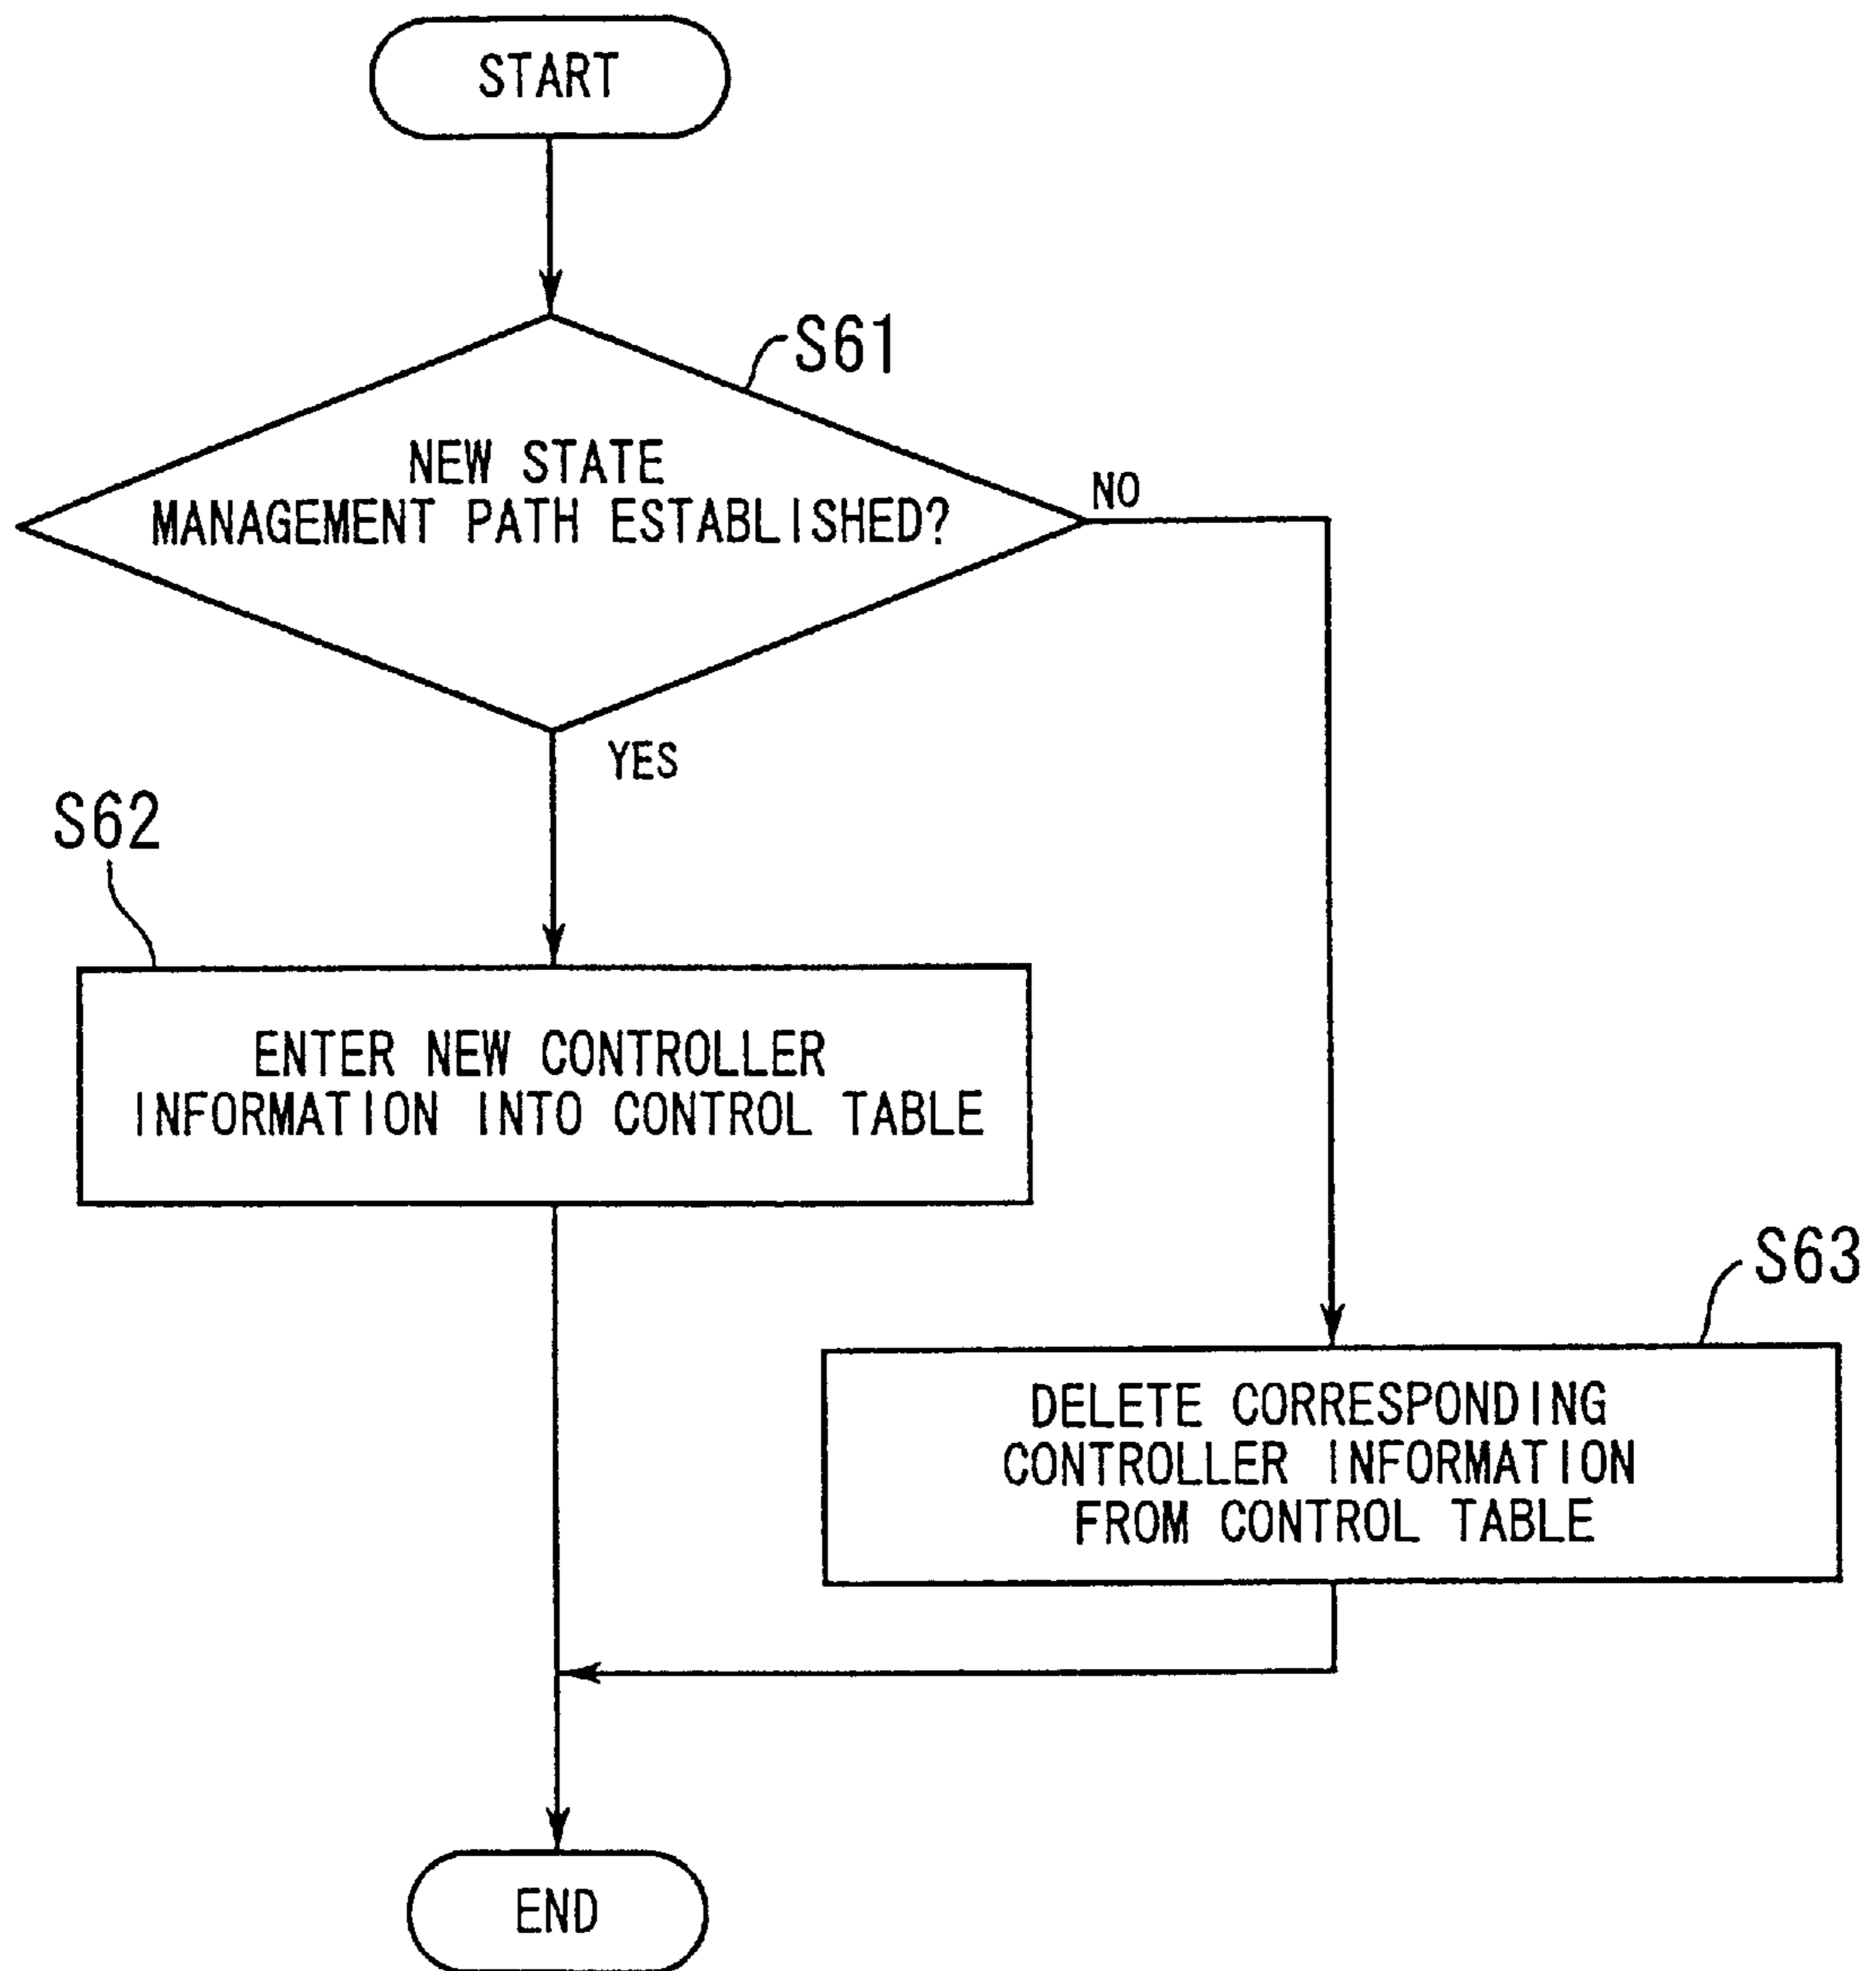 START
S61
NEW STATE
MANAGEMENT PATH ESTABLISHED?
NO
YES
S62
ENTER NEW CONTROLLER
INFORMATION INTO CONTROL TABLE
S63
DELETE CORRESPONDING
CONTROLLER INFORMATION
FROM CONTROL TABLE
END